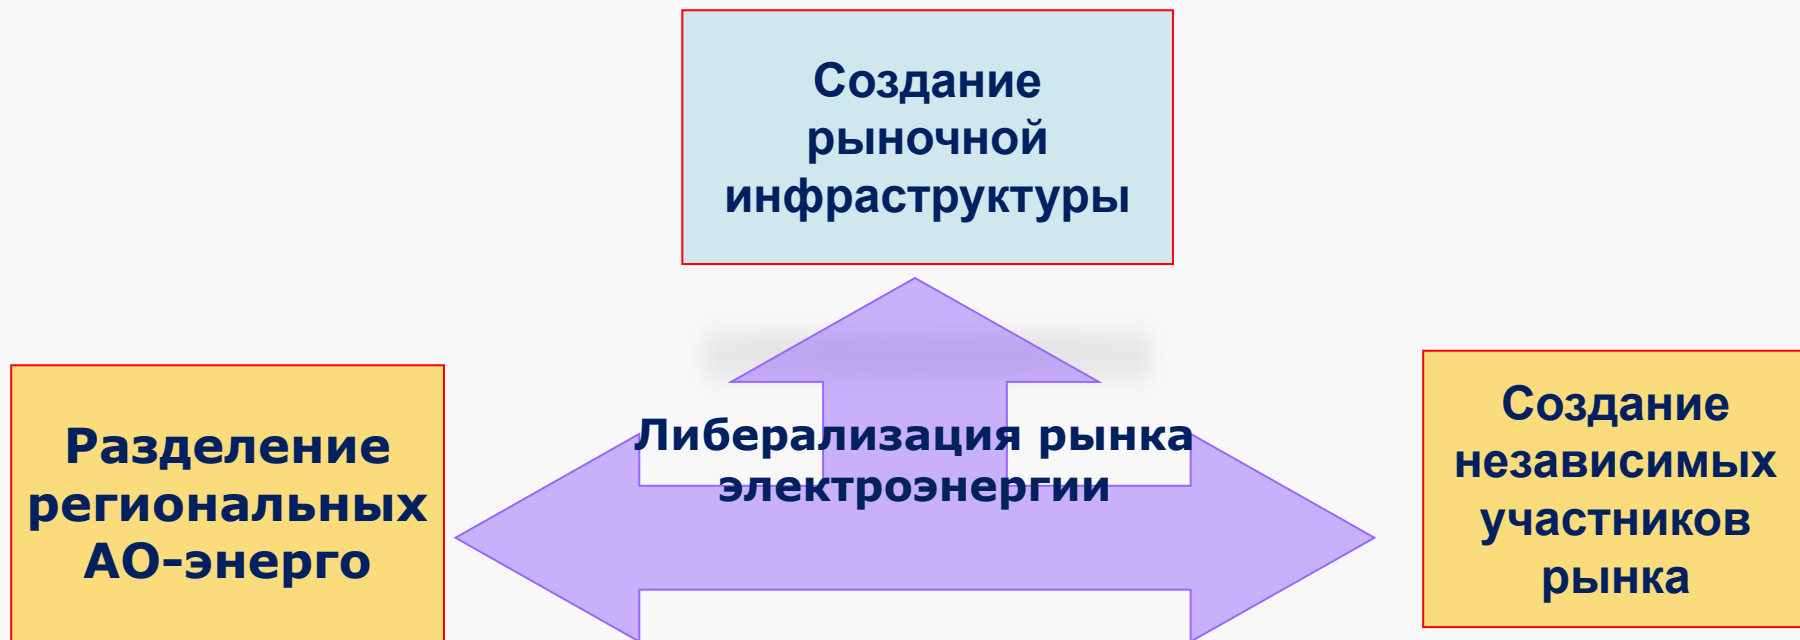 Создание
рыночной
инфраструктуры
Либерализация рынка
электроэнергии
Разделение
региональных
АО-энерго
Создание
независимых
участников
рынка